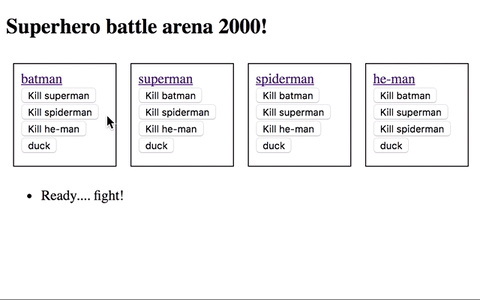 Superhero battle arena 2000!
batman
Kill superman
Kill spiderman
Kill he-man
duck
superman
Kill batman
Kill spiderman
Kill he-man
duck
spiderman
Kill batman
Kill superman
Kill he-man
duck
he-man
Kill batman
Kill superman
Kill spiderman
duck
Ready.... fight!